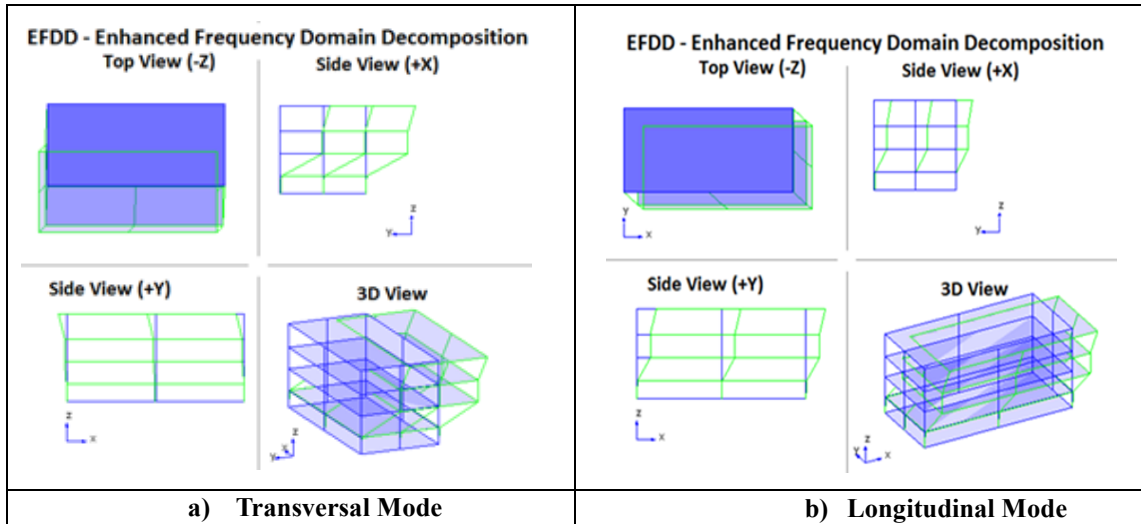 EFDD - Enhanced Frequency Domain Decomposition
Top View (-Z)
Side View (+X)
Z
Y
Side View (+Y)
3D View
Z
X
Z
X
Y
a) Transversal Mode
EFDD - Enhanced Frequency Domain Decomposition
Top View (-Z)
Side View (+X)
Y
X
Z
Y
Side View (+Y)
3D View
Z
X
Z
Y
X
b) Longitudinal Mode